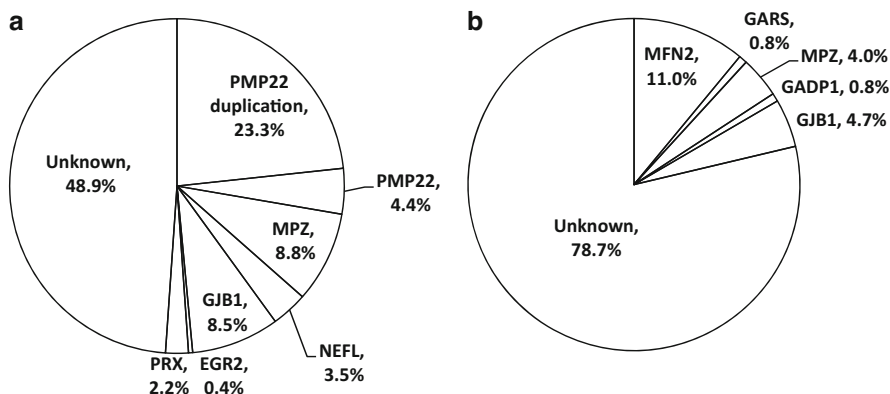 a
PMP22
duplication,
23.3%
PMP22,
4.4%
MPZ,
8.8%
NEFL,
3.5%
GJB1,
8.5%
EGR2,
0.4%
PRX,
2.2%
Unknown,
48.9%
b
MFN2,
11.0%
GARS,
0.8%
MPZ, 4.0%
GADP1, 0.8%
GJB1, 4.7%
Unknown,
78.7%